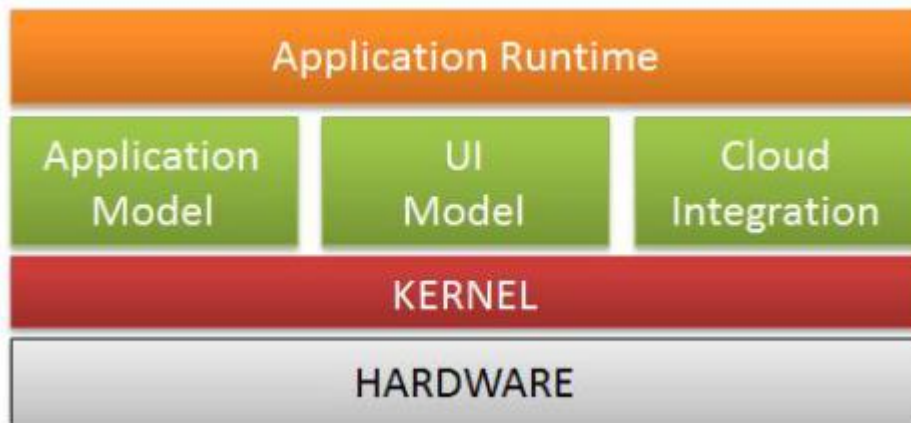 Application Runtime
Application
Model
UI
Model
Cloud
Integration
KERNEL
HARDWARE